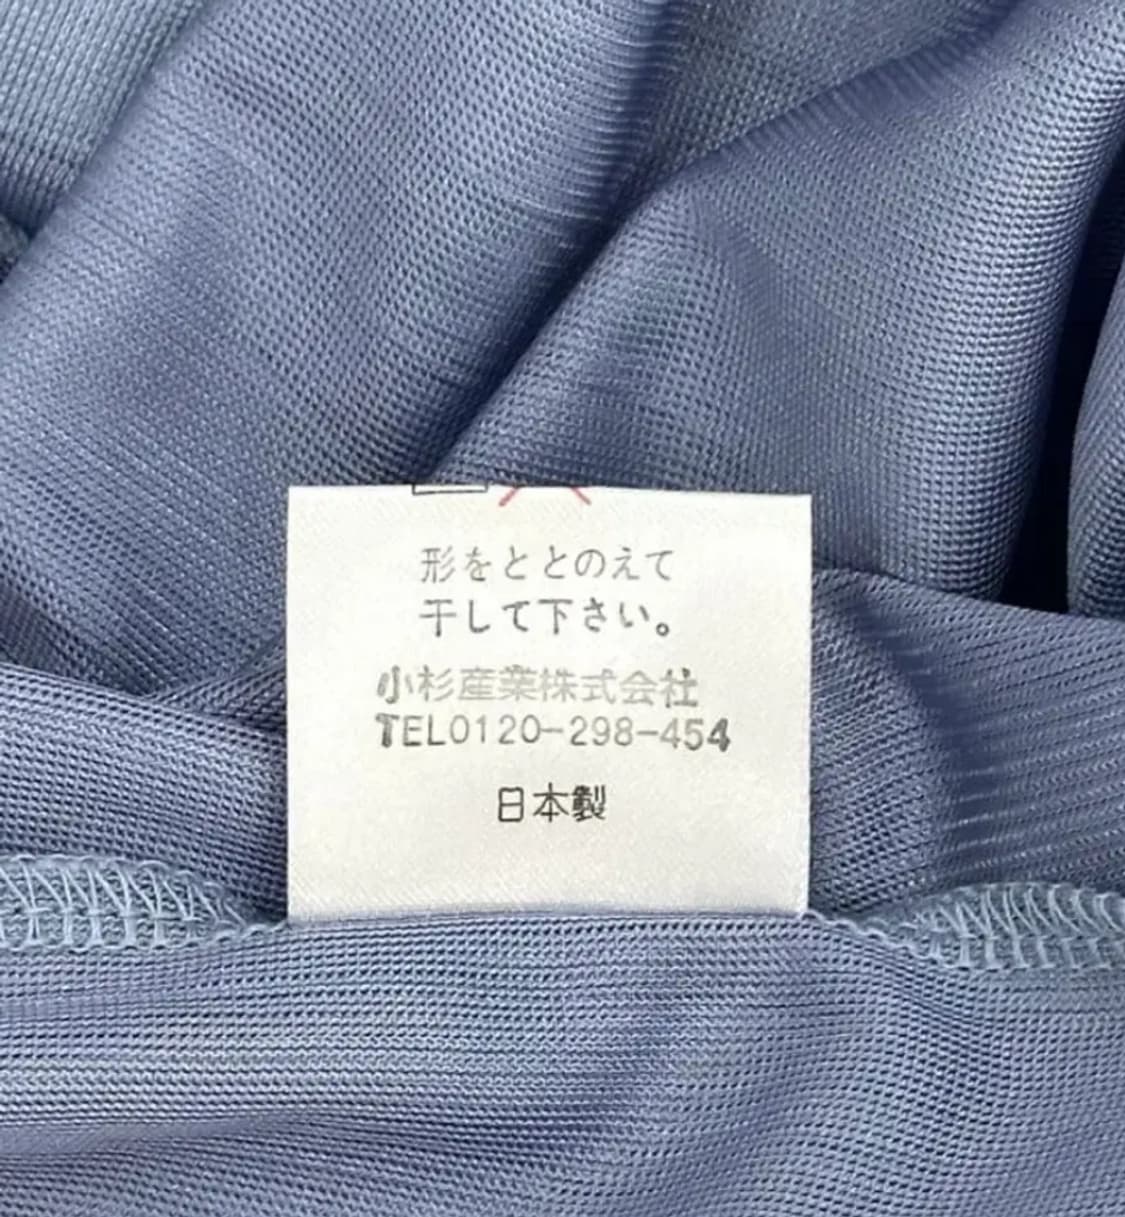 形をととのえて
干して下さい。
小杉産業株式会社
TEL0120-298-454
日本製